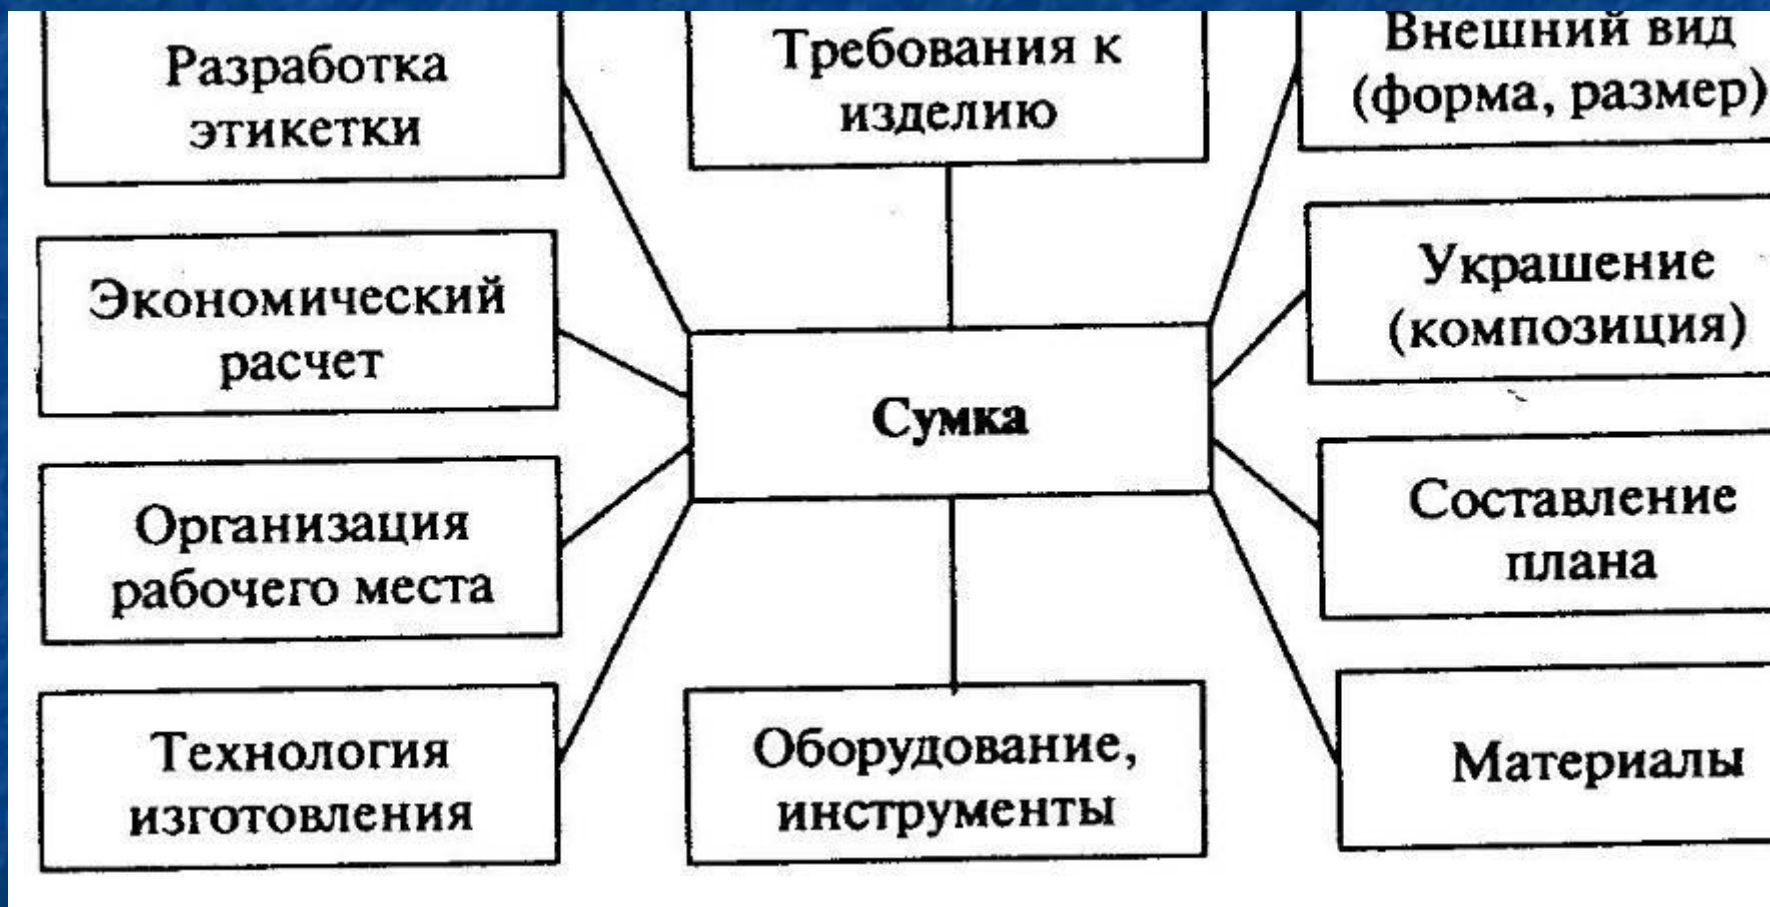 Разработка
этикетки
Требования к
изделию
Внешний вид
(форма, размер)
Экономический
расчет
Украшение
(композиция)
Сумка
Организация
рабочего места
Составление
плана
Технология
изготовления
Оборудование,
инструменты
Материалы